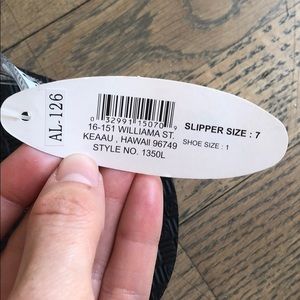 AL-126
0 32991 15070 9
16-151 WILLIAMA ST.
KEAAU , HAWAII 96749
STYLE NO. 1350L
SLIPPER SIZE : 7
SHOE SIZE : 1